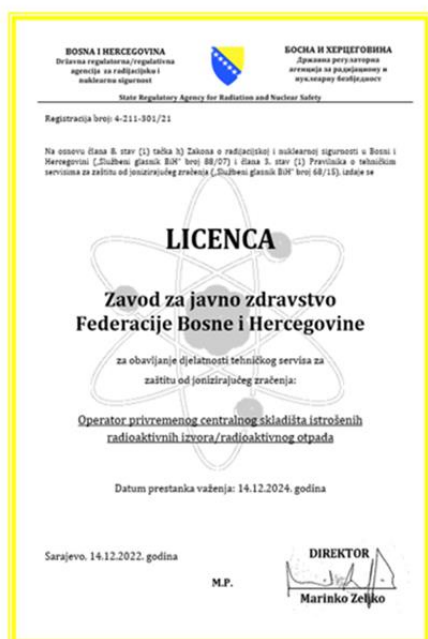 BOSNA I HERCEGOVINA
Državna regulatorna/regulativna
agencija za radijacijsku i
nuklearnu sigurnost
БОСНА И ХЕРЦЕГОВИНА
Државна регулаторна
агенција за радијациону и
нуклеарну безбједност
State Regulatory Agency for Radiation and Nuclear Safety
Registracija broj: 4-211-301/21
Na osnovu člana 8. stav (1) tačka h) Zakona o radijacijskoj i nuklearnoj sigurnosti u Bosni i
Hercegovini („Službeni glasnik BiH“ broj 88/07) i člana 3. stav (1) Pravilnika o tehničkim
servisima za zaštitu od jonizirajućeg zračenja („Službeni glasnik BiH“ broj 68/15), izdaje se
LICENCA
Zavod za javno zdravstvo
Federacije Bosne i Hercegovine
za obavljanje djelatnosti tehničkog servisa za
zaštitu od jonizirajućeg zračenja:
Operator privremenog centralnog skladišta istrošenih
radioaktivnih izvora/radioaktivnog otpada
Datum prestanka važenja: 14.12.2024. godina
Sarajevo, 14.12.2022. godina
DIREKTOR
M.P.
Marinko Zeljko